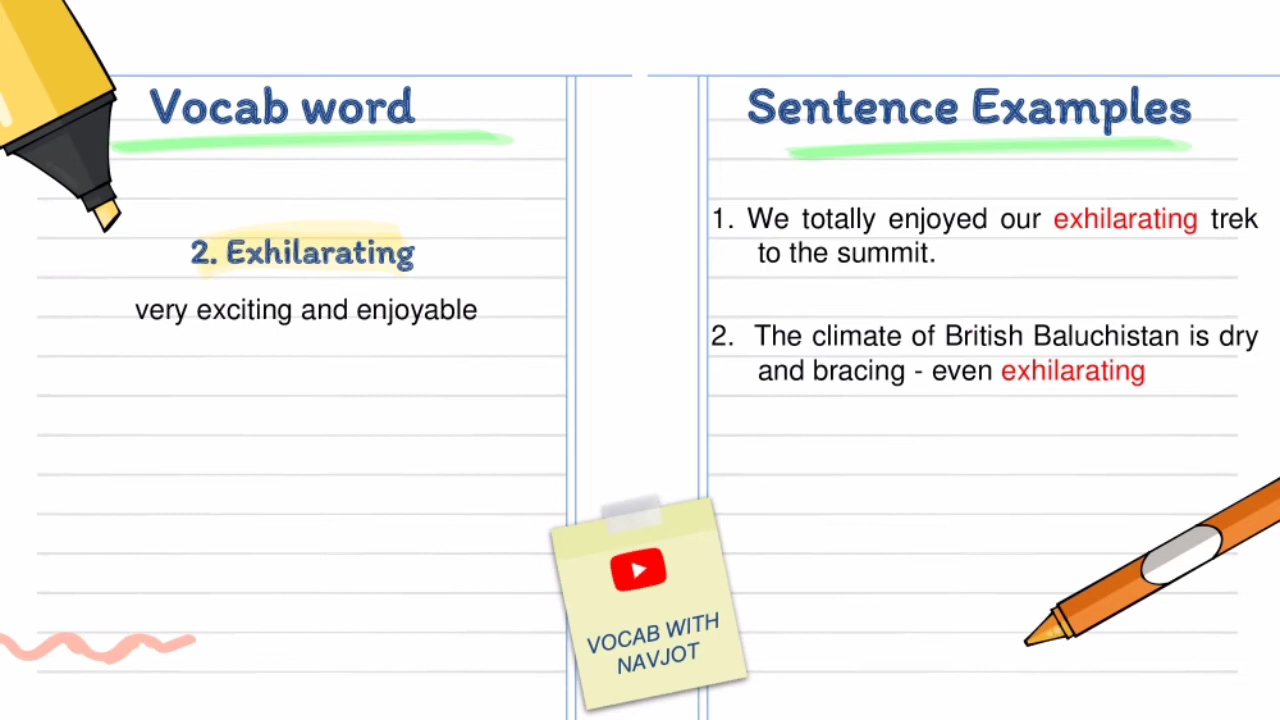 Vocab word
2. Exhilarating
very exciting and enjoyable
Sentence Examples
1. We totally enjoyed our exhilarating trek
to the summit.
2. The climate of British Baluchistan is dry
and bracing - even exhilarating
VOCAB WITH
NAVJOT